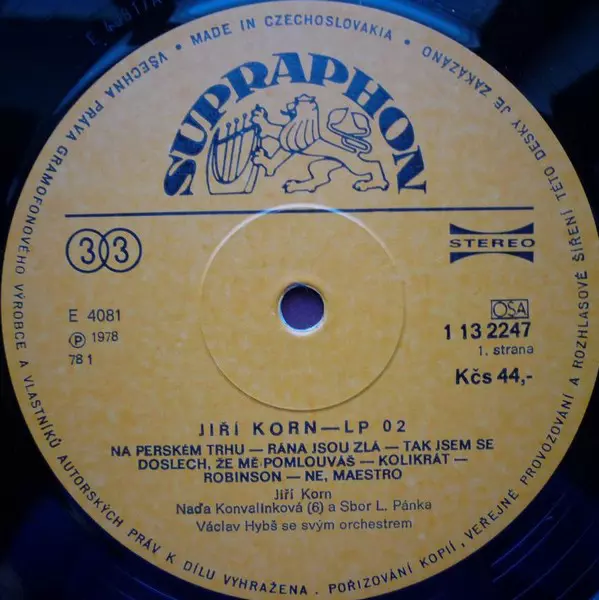 VŠECHNA PRÁVA GRAMOFONOVÉHO VÝROBCE A VLASTNÍKŮ AUTORSKÝCH PRÁV K DÍLU VYHRAŽENA . POŘIZOVÁNÍ KOPIÍ , VEŘEJNÉ PROVOZOVÁNÍ A ROZHLASOVÉ ŠÍŘENÍ TÉTO DESKY JE ZAKÁZÁNO • MADE IN CZECHOSLOVAKIA •
SUPRAPHON
33
STEREO
E 4081
OSA
℗ 1978
1 13 2247
78 1
1. strana
Kčs 44,-
JIŘÍ KORN—LP 02
NA PERSKÉM TRHU — RÁNA JSOU ZLÁ — TAK JSEM SE
DOSLECH, ŽE MĚ POMLOUVÁŠ — KOLIKRÁT —
ROBINSON — NE, MAESTRO
Jiří Korn
Naďa Konvalinková (6) a Sbor L. Pánka
Václav Hybš se svým orchestrem